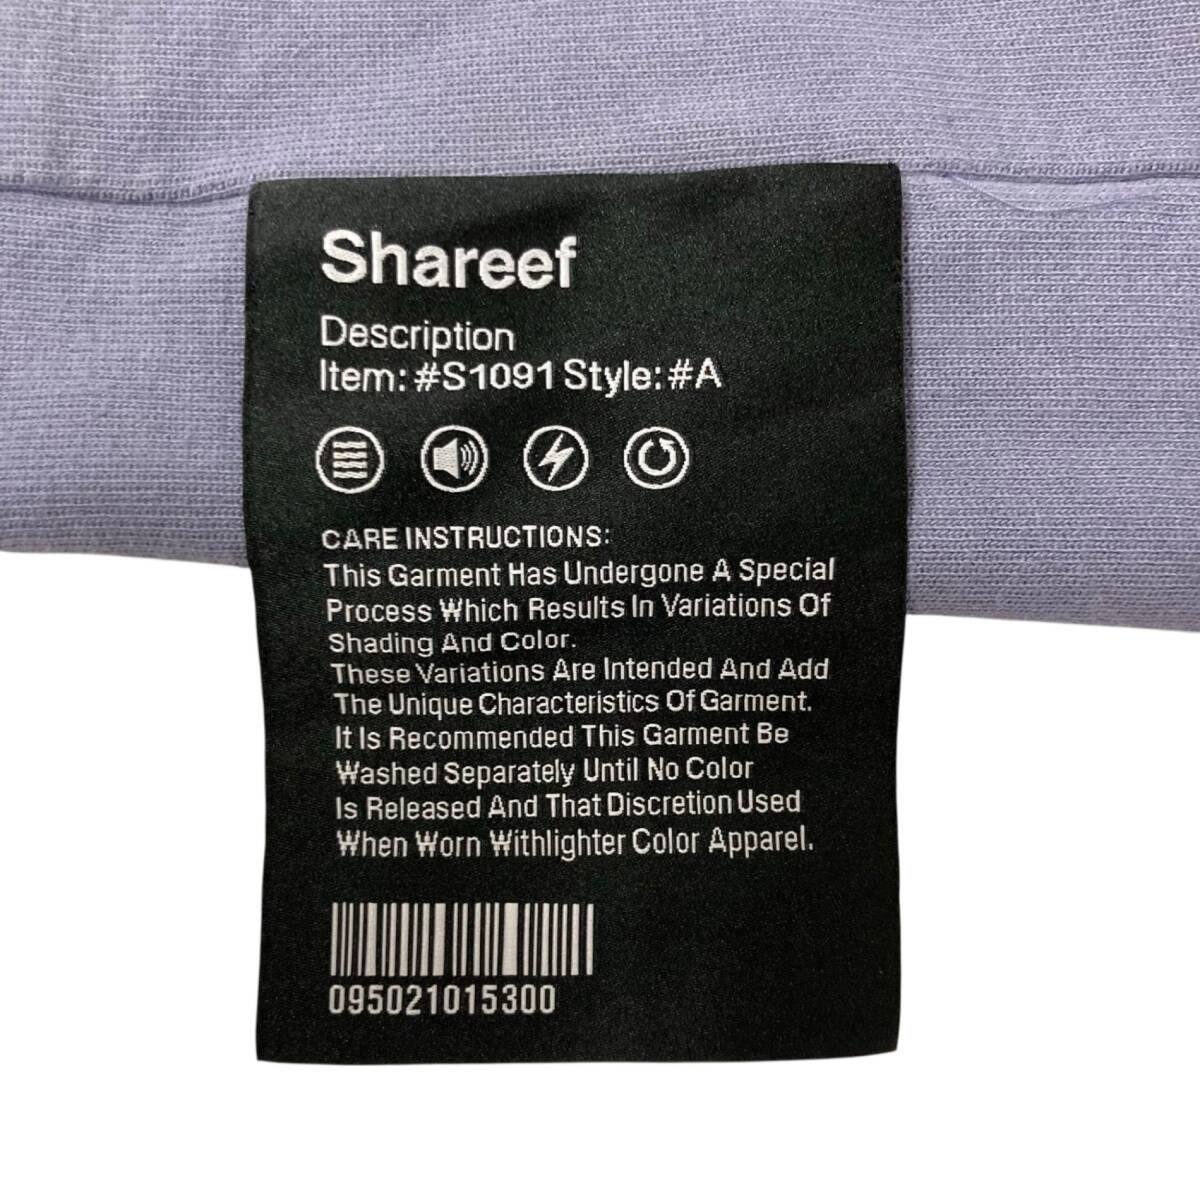 Shareef
Description
Item: #S1091 Style: #A
CARE INSTRUCTIONS:
This Garment Has Undergone A Special
Process Which Results In Variations Of
Shading And Color.
These Variations Are Intended And Add
The Unique Characteristics Of Garment.
It Is Recommended This Garment Be
Washed Separately Until No Color
Is Released And That Discretion Used
When Worn Withlighter Color Apparel.
095021015300